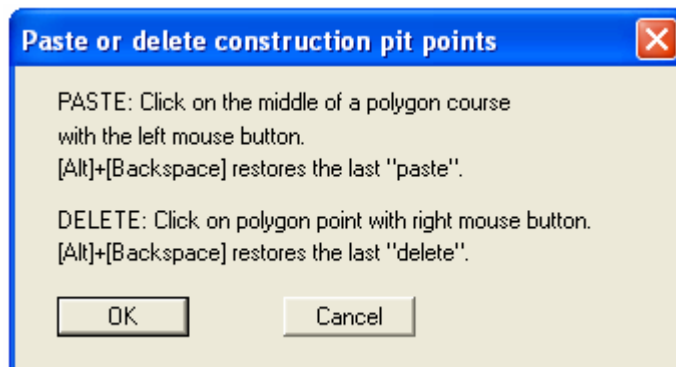 Paste or delete construction pit points
PASTE: Click on the middle of a polygon course
with the left mouse button.
[Alt]+[Backspace] restores the last "paste".
DELETE: Click on polygon point with right mouse button.
[Alt]+[Backspace] restores the last "delete".
OK
Cancel